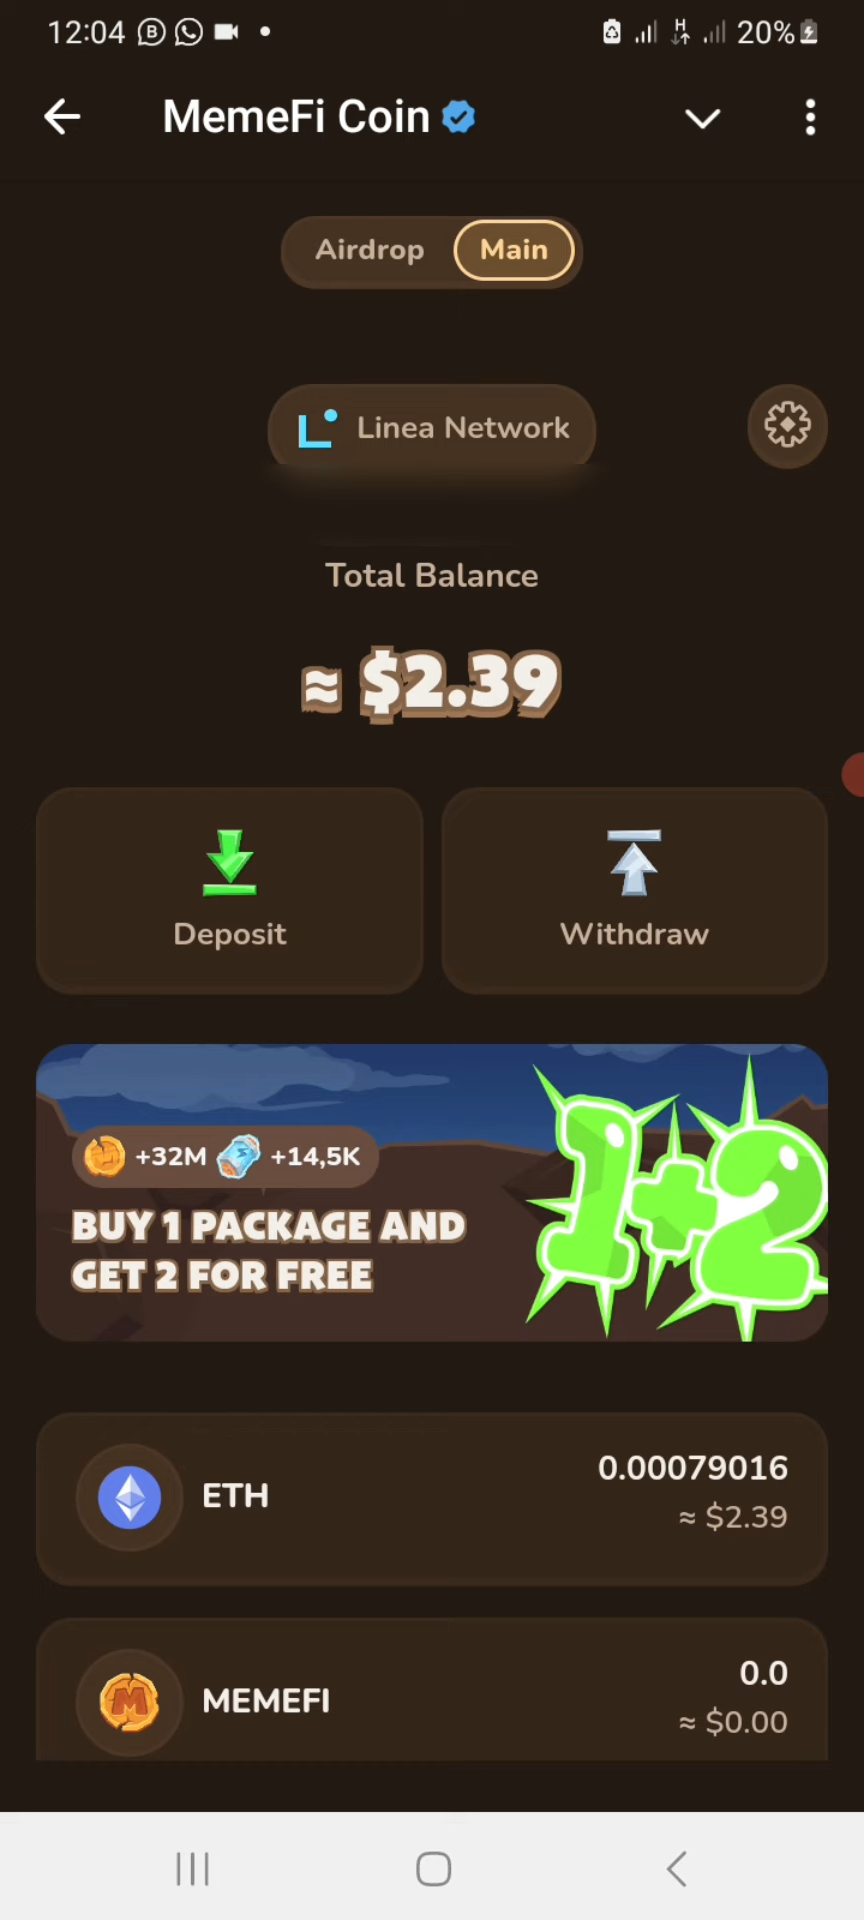 12:04
H
20%
MemeFi Coin
Airdrop Main
Linea Network
Total Balance
≈ $2.39
Deposit Withdraw
+32M +14,5K
BUY 1 PACKAGE AND
GET 2 FOR FREE
1+2
ETH
0.00079016
≈ $2.39
MEMEFI
0.0
≈ $0.00